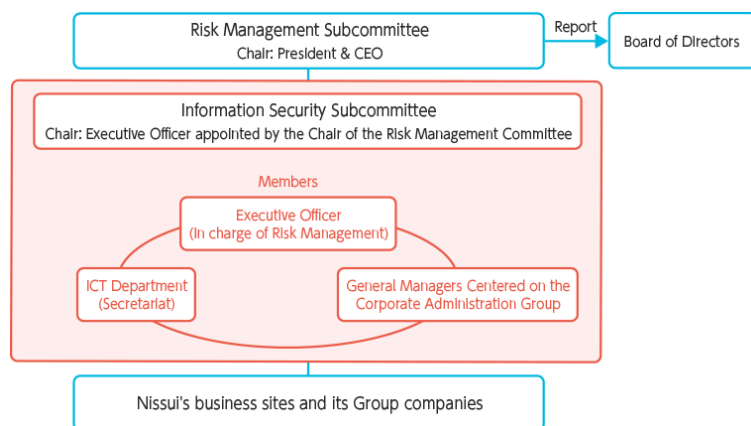 Risk Management Subcommittee
Chair: President & CEO
Report
Board of Directors
Information Security Subcommittee
Chair: Executive Officer appointed by the Chair of the Risk Management Committee
Members
Executive Officer
(In charge of Risk Management)
ICT Department
(Secretariat)
General Managers Centered on the
Corporate Administration Group
Nissui's business sites and its Group companies